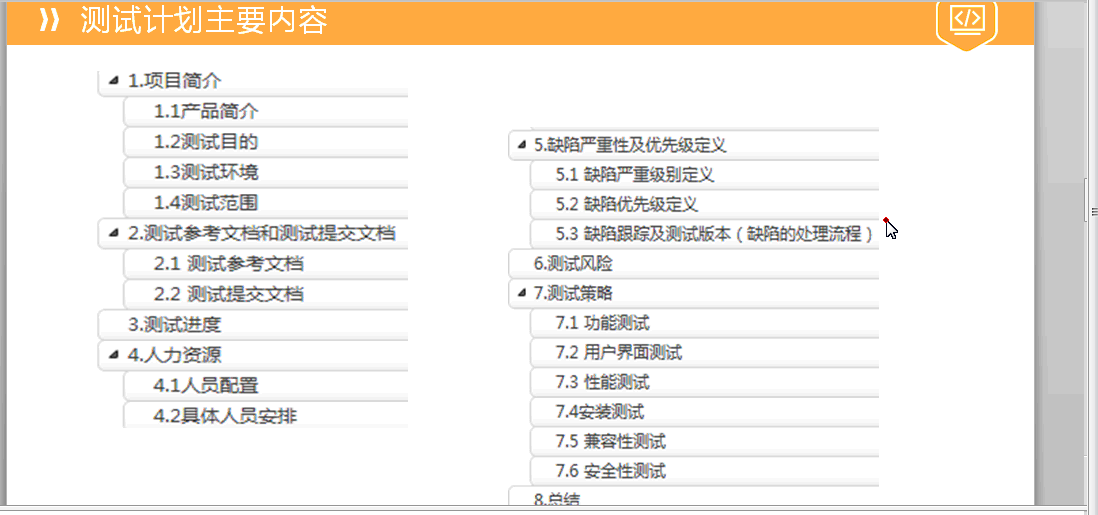 测试计划主要内容
1.项目简介
1.1产品简介
1.2测试目的
1.3测试环境
1.4测试范围
2.测试参考文档和测试提交文档
2.1 测试参考文档
2.2 测试提交文档
3.测试进度
4.人力资源
4.1人员配置
4.2具体人员安排
5.缺陷严重性及优先级定义
5.1 缺陷严重级别定义
5.2 缺陷优先级定义
5.3 缺陷跟踪及测试版本（缺陷的处理流程）
6.测试风险
7.测试策略
7.1 功能测试
7.2 用户界面测试
7.3 性能测试
7.4安装测试
7.5 兼容性测试
7.6 安全性测试
8.总结